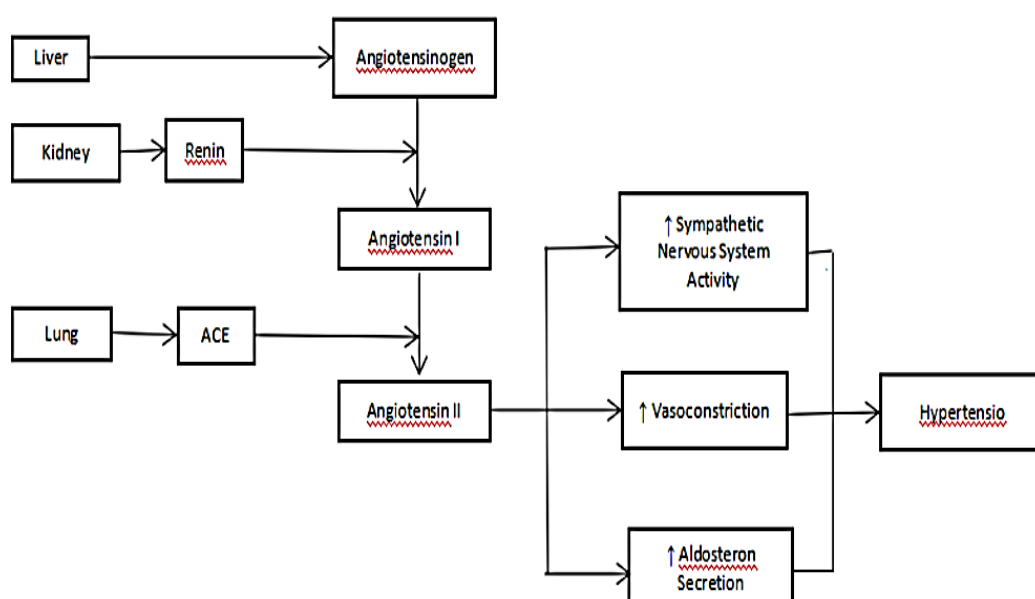 Liver
Angiotensinogen
Kidney
Renin
Angiotensin I
↑ Sympathetic
Nervous System
Activity
Lung
ACE
Angiotensin II
↑ Vasoconstriction
Hypertensio
↑ Aldosteron
Secretion